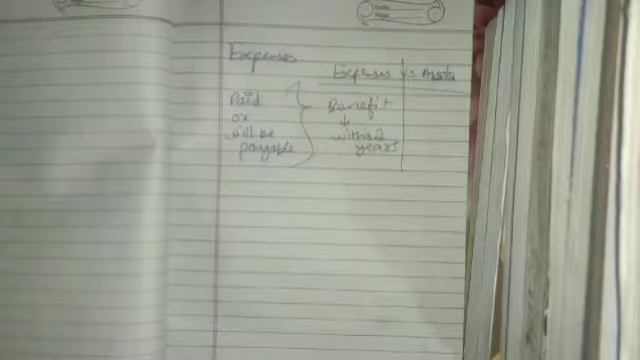 Expenses
Expenses Vs Assets
Paid
or
will be
payable
Benefit
↓
within 2
years